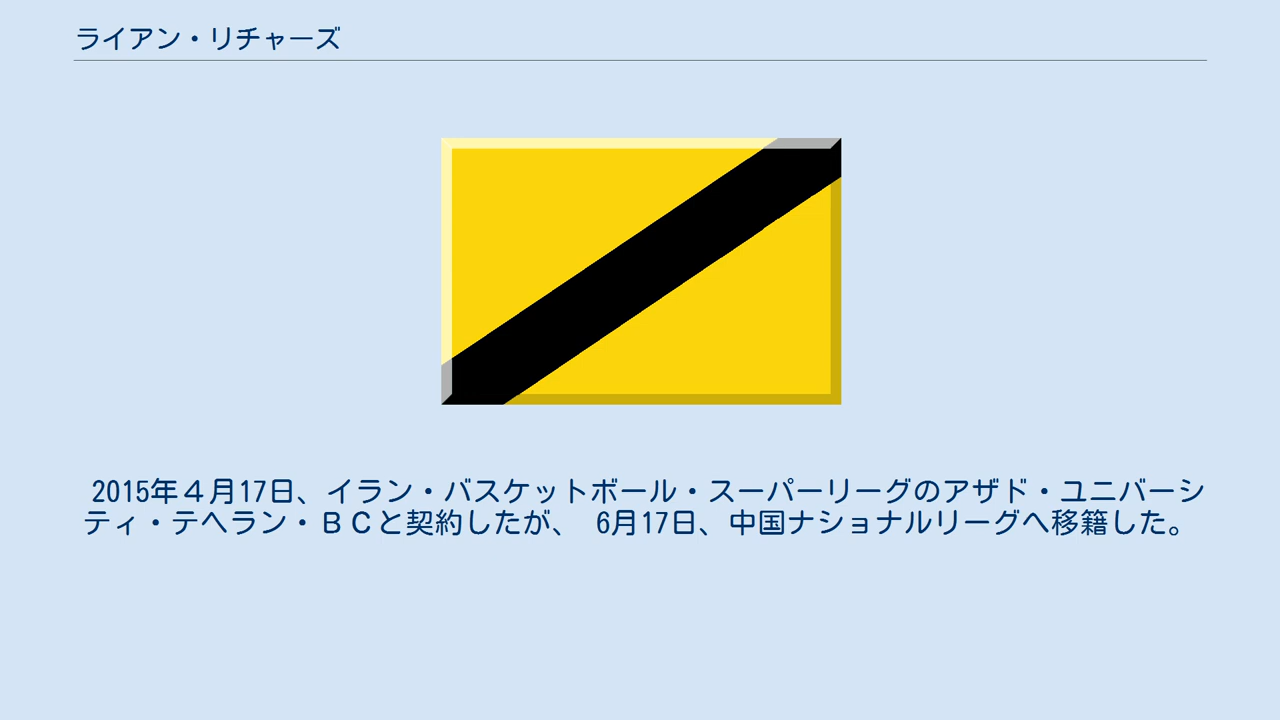 ライアン・リチャーズ
2015年４月17日、イラン・バスケットボール・スーパーリーグのアザド・ユニバーシ
ティ・テヘラン・ＢＣと契約したが、 6月17日、中国ナショナルリーグへ移籍した。